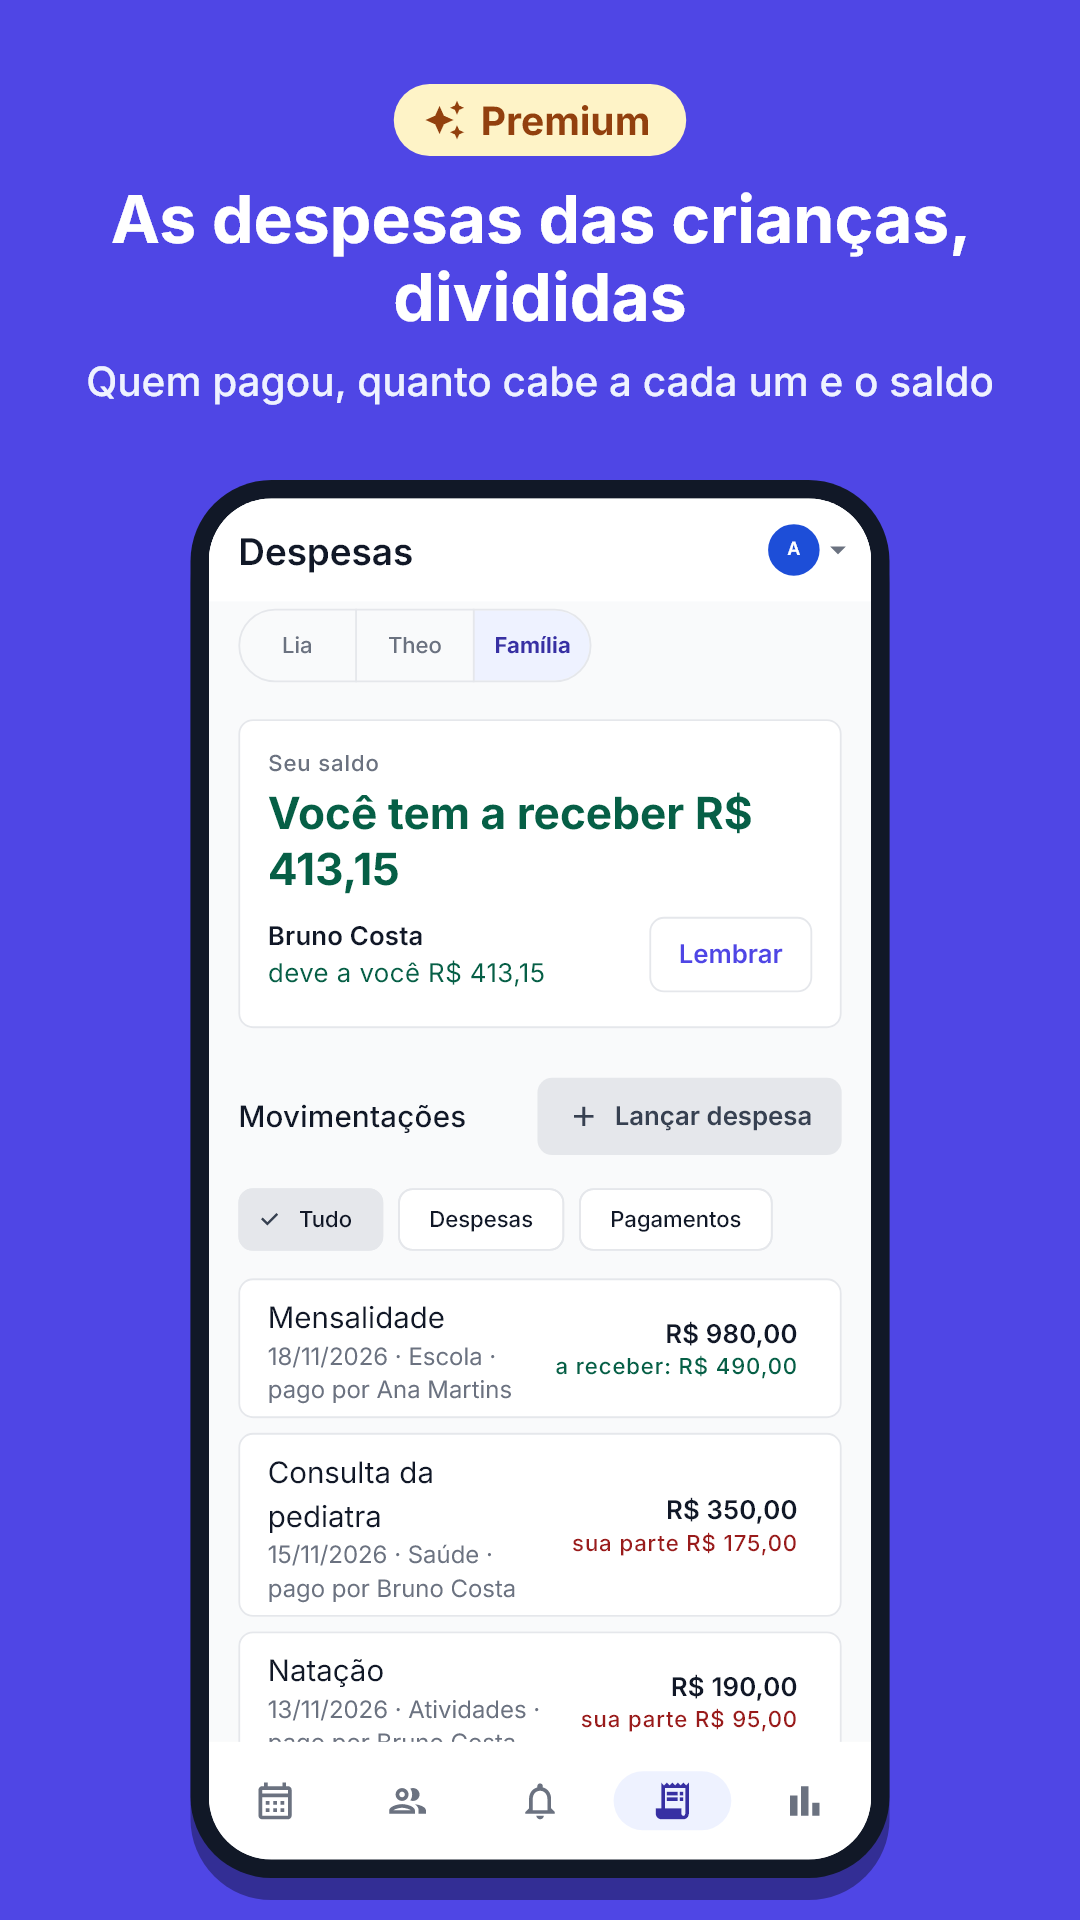 Premium
As despesas das crianças,
divididas
Quem pagou, quanto cabe a cada um e o saldo
Despesas
A
Lia
Theo
Família
Seu saldo
Você tem a receber R$
413,15
Bruno Costa
deve a você R$ 413,15
Lembrar
Movimentações
Lançar despesa
Tudo
Despesas
Pagamentos
Mensalidade
18/11/2026 · Escola ·
pago por Ana Martins
R$ 980,00
a receber: R$ 490,00
Consulta da
pediatra
15/11/2026 · Saúde ·
pago por Bruno Costa
R$ 350,00
sua parte R$ 175,00
Natação
13/11/2026 · Atividades ·
pago por Bruno Costa
R$ 190,00
sua parte R$ 95,00